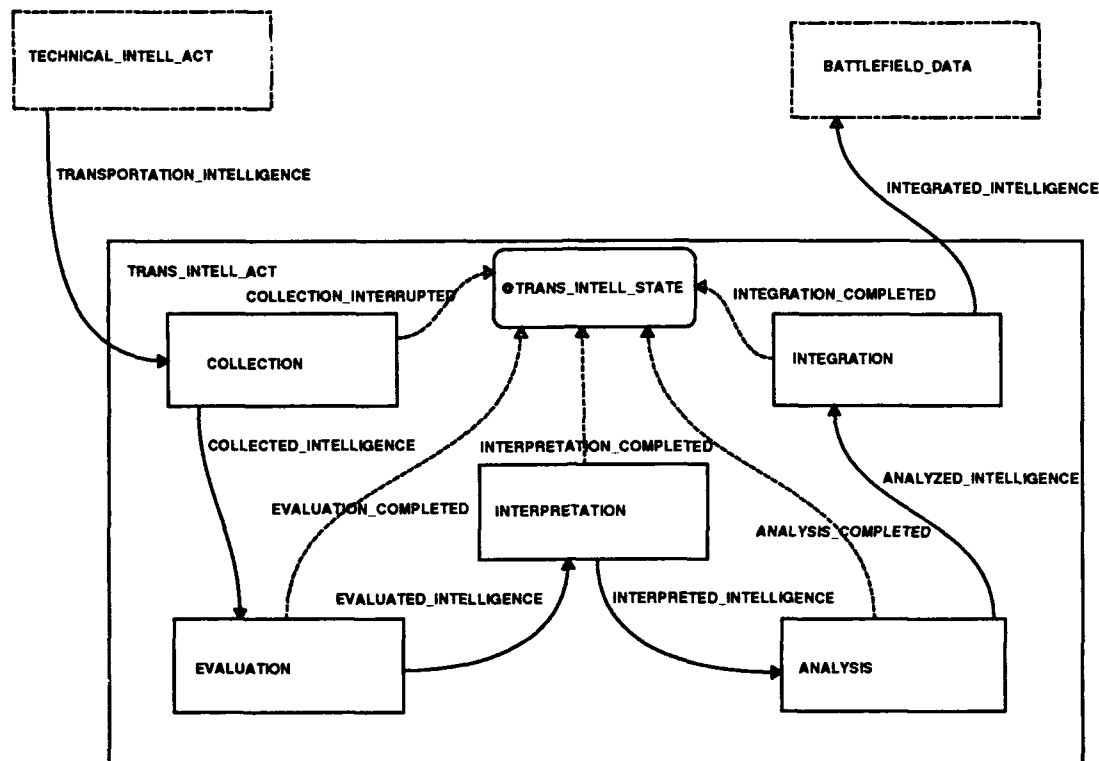 TECHNICAL_INTELL_ACT
BATTLEFIELD_DATA
TRANSPORTATION_INTELLIGENCE
INTEGRATED_INTELLIGENCE
TRANS_INTELL_ACT
@TRANS_INTELL_STATE
COLLECTION_INTERRUPTED
INTEGRATION_COMPLETED
COLLECTION
INTEGRATION
COLLECTED_INTELLIGENCE
INTERPRETATION_COMPLETED
ANALYZED_INTELLIGENCE
EVALUATION_COMPLETED
INTERPRETATION
ANALYSIS_COMPLETED
EVALUATED_INTELLIGENCE
INTERPRETED_INTELLIGENCE
EVALUATION
ANALYSIS